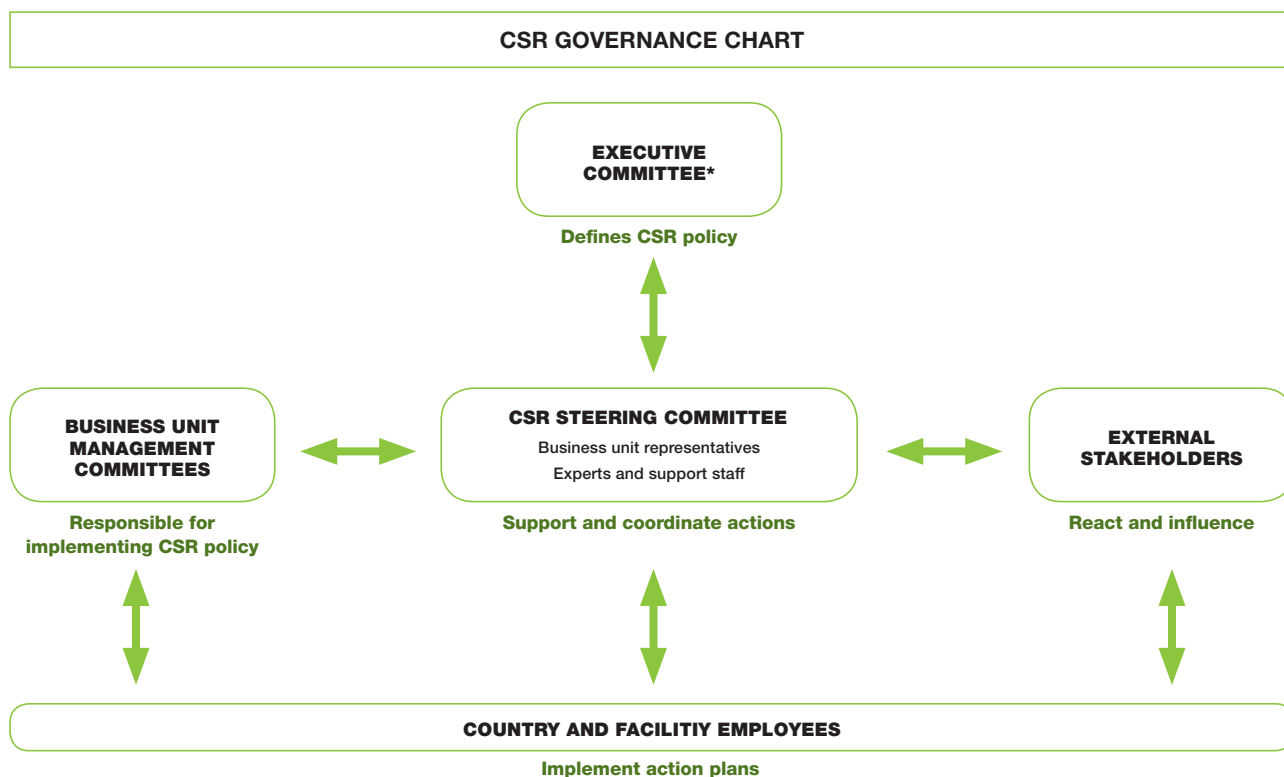 CSR GOVERNANCE CHART
EXECUTIVE
COMMITTEE*
Defines CSR policy
BUSINESS UNIT
MANAGEMENT
COMMITTEES
Responsible for
implementing CSR policy
CSR STEERING COMMITTEE
Business unit representatives
Experts and support staff
Support and coordinate actions
EXTERNAL
STAKEHOLDERS
React and influence
COUNTRY AND FACILITIY EMPLOYEES
Implement action plans